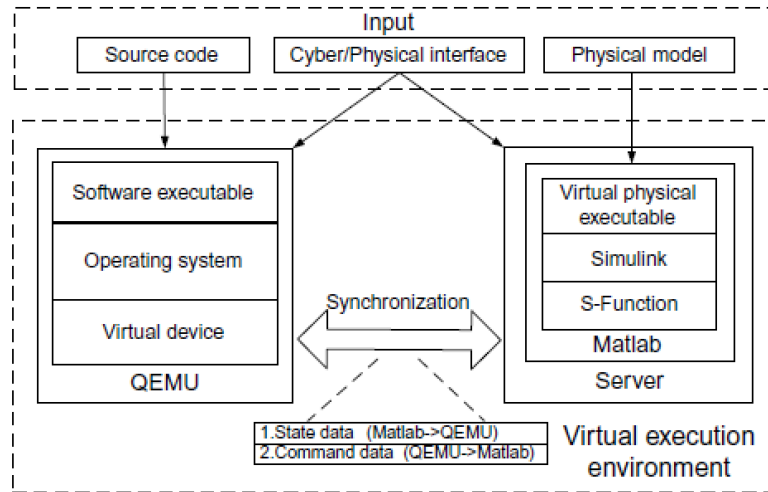 Input
Source code
Cyber/Physical interface
Physical model
Software executable
Operating system
Virtual device
QEMU
Synchronization
Virtual physical
executable
Simulink
S-Function
Matlab
Server
1.State data (Matlab->QEMU)
2.Command data (QEMU->Matlab)
Virtual execution
environment